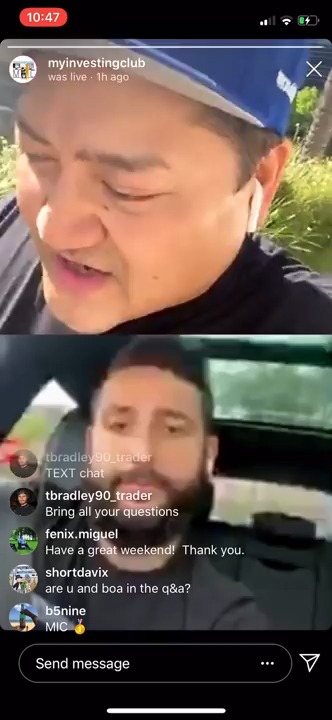 10:47
myinvestingclub
was live · 1h ago
tbradley90_trader
TEXT chat
tbradley90_trader
Bring all your questions
fenix.miguel
Have a great weekend!  Thank you.
shortdavix
are u and boa in the q&a?
b5nine
MIC 🥇
Send message